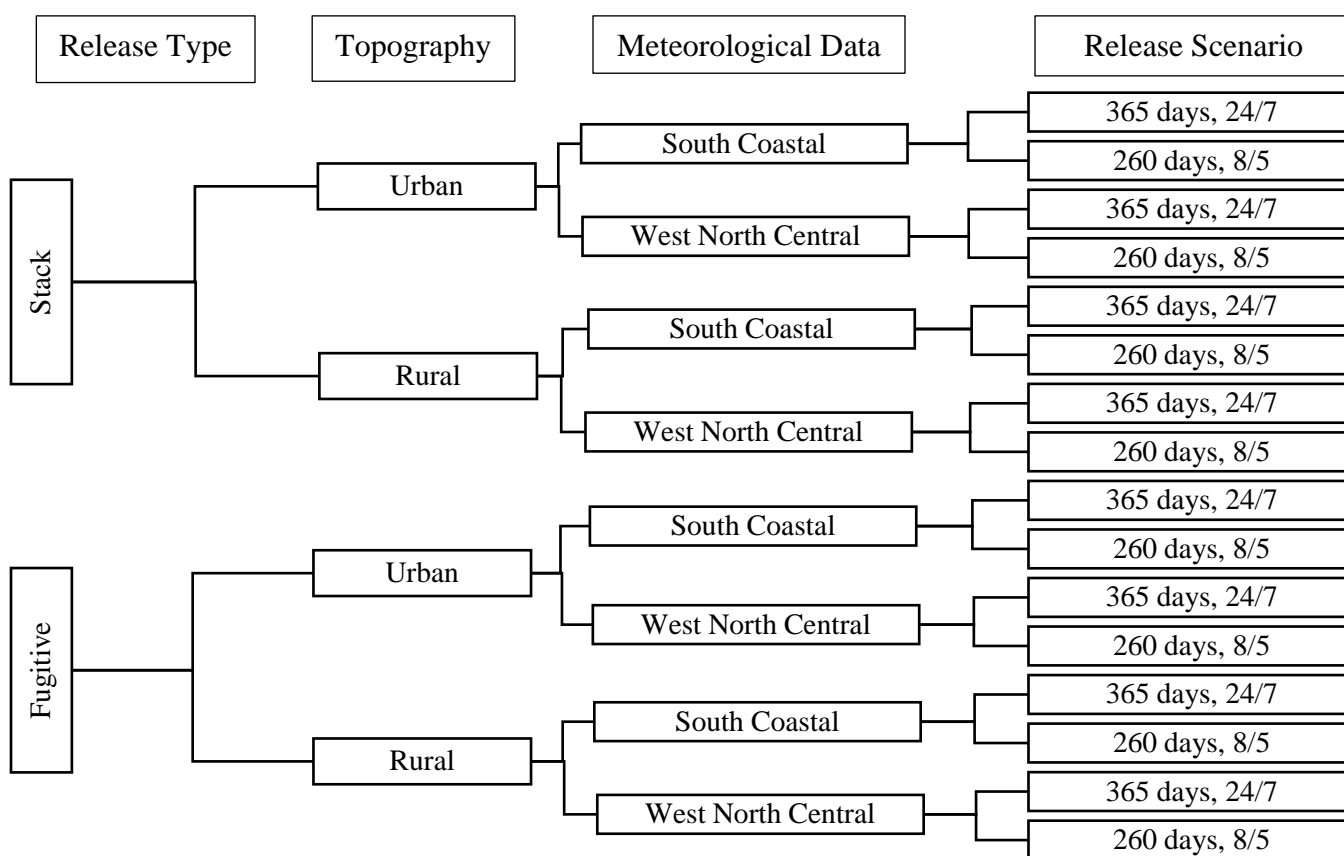 Release Type
Topography
Meteorological Data
Release Scenario
Stack
Urban
South Coastal
365 days, 24/7
260 days, 8/5
West North Central
365 days, 24/7
260 days, 8/5
Rural
South Coastal
365 days, 24/7
260 days, 8/5
West North Central
365 days, 24/7
260 days, 8/5
Fugitive
Urban
South Coastal
365 days, 24/7
260 days, 8/5
West North Central
365 days, 24/7
260 days, 8/5
Rural
South Coastal
365 days, 24/7
260 days, 8/5
West North Central
365 days, 24/7
260 days, 8/5